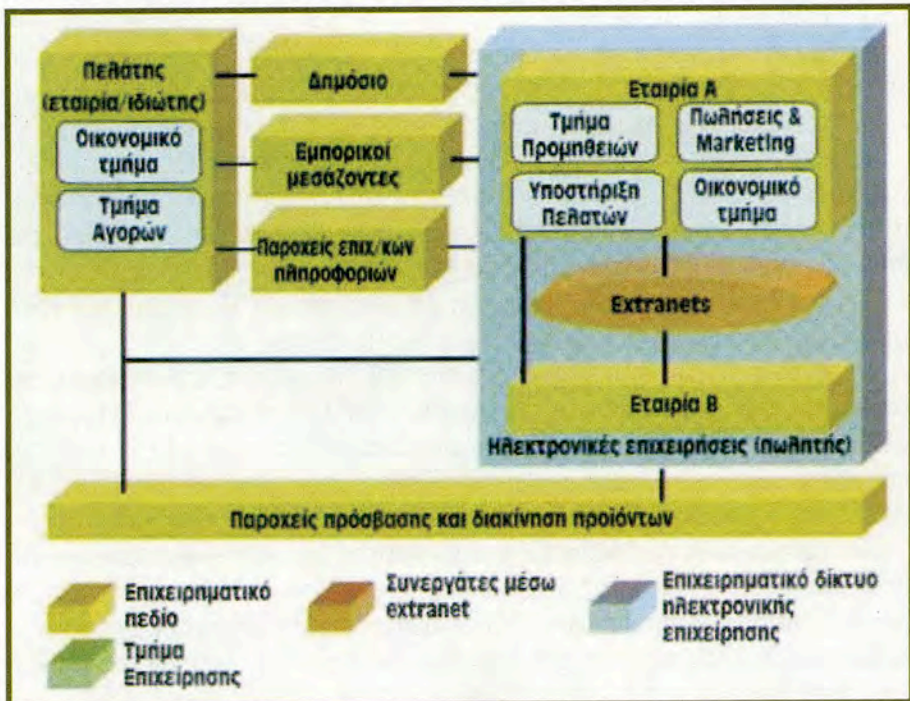 Πελάτης
(εταιρία/ιδιώτης)
Οικονομικό
τμήμα
Τμήμα
Αγορών
Δημόσιο
Εμπορικοί
μεσάζοντες
Παροχείς επιχ/κων
πληροφοριών
Εταιρία Α
Τμήμα
Προμηθειών
Πωλήσεις &
Marketing
Υποστήριξη
Πελατών
Οικονομικό
τμήμα
Extranets
Εταιρία Β
Ηλεκτρονικές επιχειρήσεις (πωλητής)
Παροχείς πρόσβασης και διακίνηση προϊόντων
Επιχειρηματικό
πεδίο
Τμήμα
Επιχείρησης
Συνεργάτες μέσω
extranet
Επιχειρηματικό δίκτυο
ηλεκτρονικής
επιχείρησης